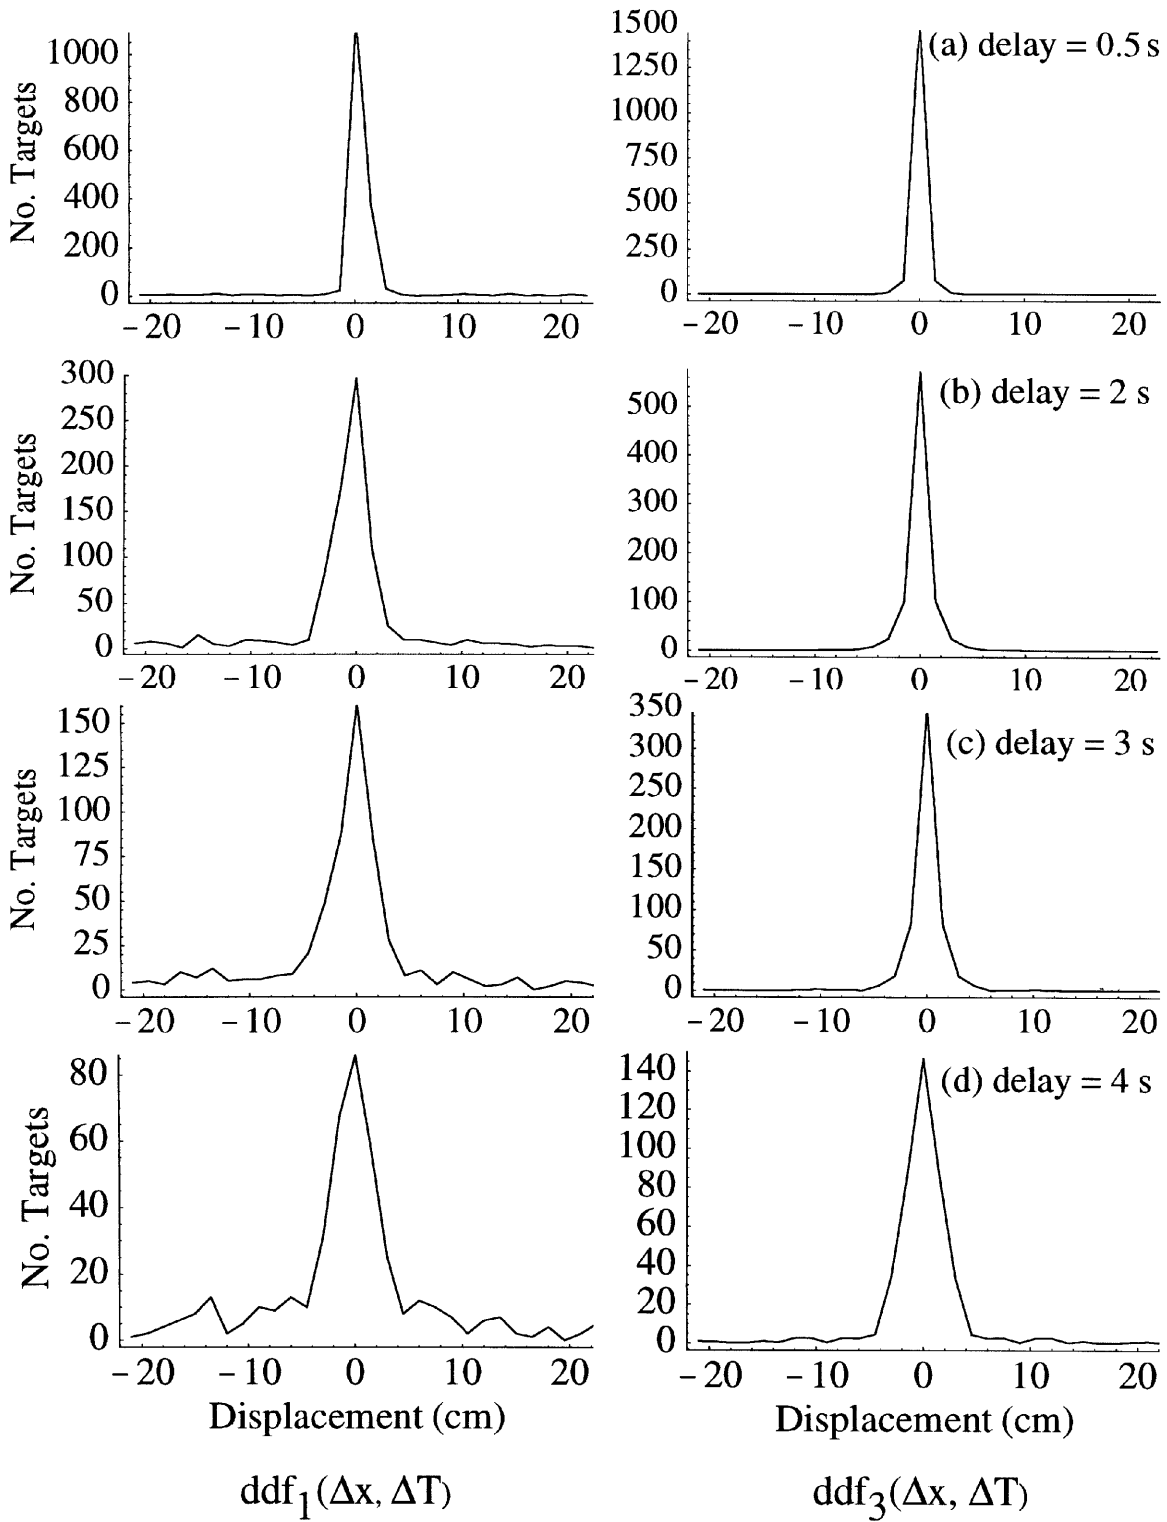 No. Targets
1000
800
600
400
200
0
-20 -10 0 10 20
(a) delay = 0.5 s
1500
1250
1000
750
500
250
0
-20 -10 0 10 20
No. Targets
300
250
200
150
100
50
0
-20 -10 0 10 20
(b) delay = 2 s
500
400
300
200
100
0
-20 -10 0 10 20
No. Targets
150
125
100
75
50
25
0
-20 -10 0 10 20
(c) delay = 3 s
350
300
250
200
150
100
50
0
-20 -10 0 10 20
No. Targets
80
60
40
20
0
-20 -10 0 10 20
Displacement (cm)
(d) delay = 4 s
140
120
100
80
60
40
20
0
-20 -10 0 10 20
Displacement (cm)
ddf1(Δx, ΔT)
ddf3(Δx, ΔT)